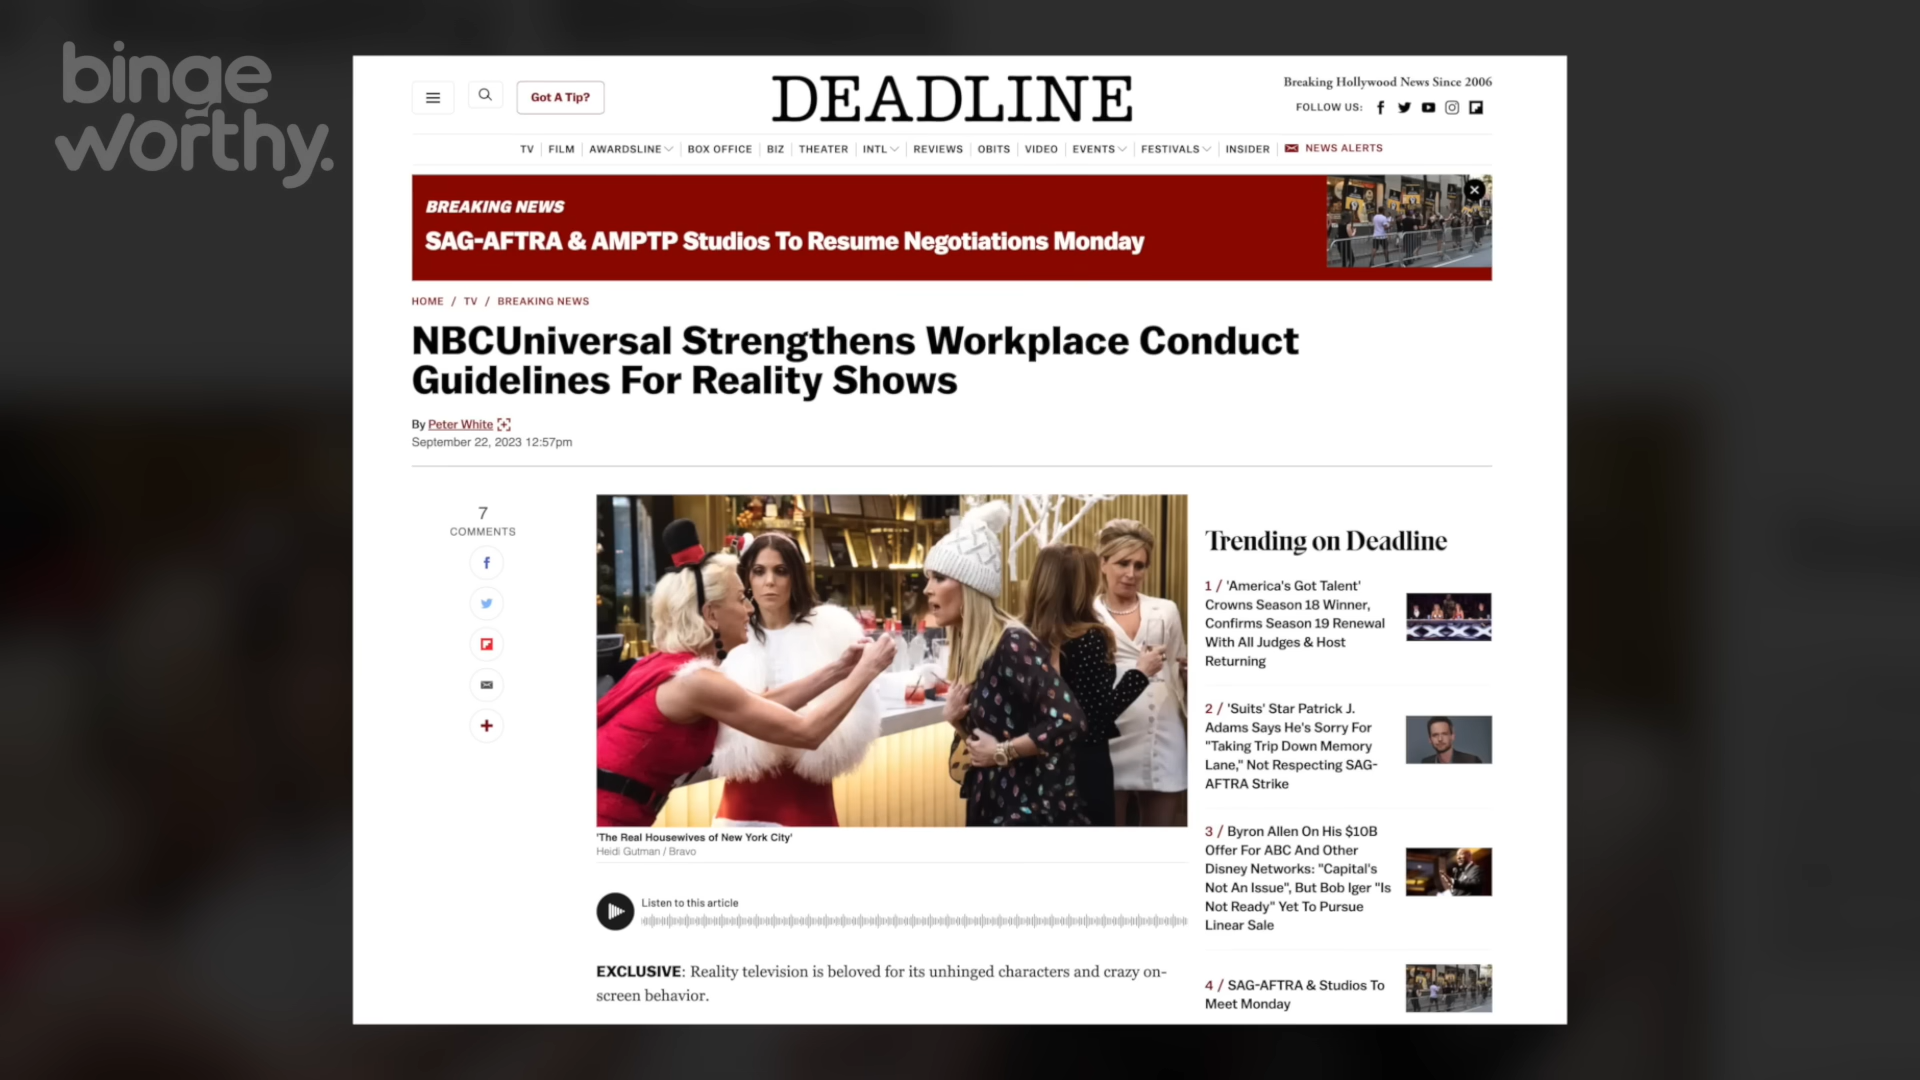 binge
worthy.
Got A Tip?
DEADLINE
Breaking Hollywood News Since 2006
FOLLOW US:
TV FILM AWARDSLINE BOX OFFICE BIZ THEATER INTL REVIEWS OBITS VIDEO EVENTS FESTIVALS INSIDER NEWS ALERTS
BREAKING NEWS
SAG-AFTRA & AMPTP Studios To Resume Negotiations Monday
HOME / TV / BREAKING NEWS
NBCUniversal Strengthens Workplace Conduct
Guidelines For Reality Shows
By Peter White
September 22, 2023 12:57pm
7
COMMENTS
'The Real Housewives of New York City'
Heidi Gutman / Bravo
Listen to this article
EXCLUSIVE: Reality television is beloved for its unhinged characters and crazy on-
screen behavior.
Trending on Deadline
1 / 'America's Got Talent'
Crowns Season 18 Winner,
Confirms Season 19 Renewal
With All Judges & Host
Returning
2 / 'Suits' Star Patrick J.
Adams Says He's Sorry For
"Taking Trip Down Memory
Lane," Not Respecting SAG-
AFTRA Strike
3 / Byron Allen On His $10B
Offer For ABC And Other
Disney Networks: "Capital's
Not An Issue", But Bob Iger "Is
Not Ready" Yet To Pursue
Linear Sale
4 / SAG-AFTRA & Studios To
Meet Monday